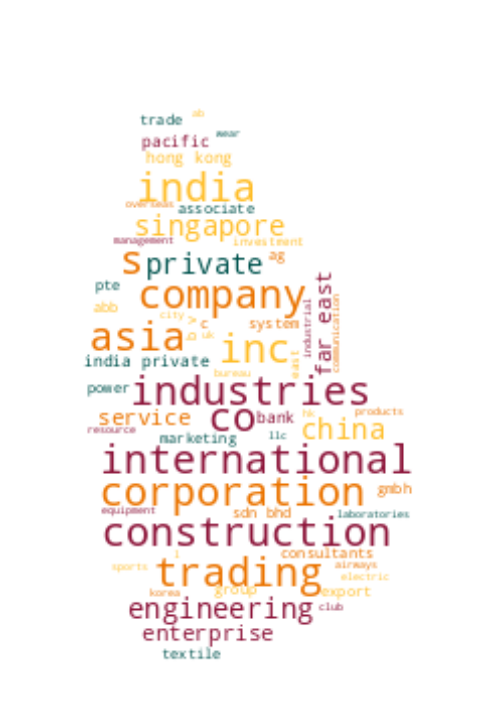 ab
trade
wear
pacific
hong kong
india
overseas associate
singapore
management investment
s private ag
pte
company
abb
city
c system
v
asia
b uk
inc
east
industrial
far east
communication
india private
bureau
power industries
service co bank
hk products
resource
marketing llc china
international
corporation gmbh
equipment sdn bhd laboratories
construction
consultants
sports l trading airways
electric
korea group export
engineering club
enterprise
textile